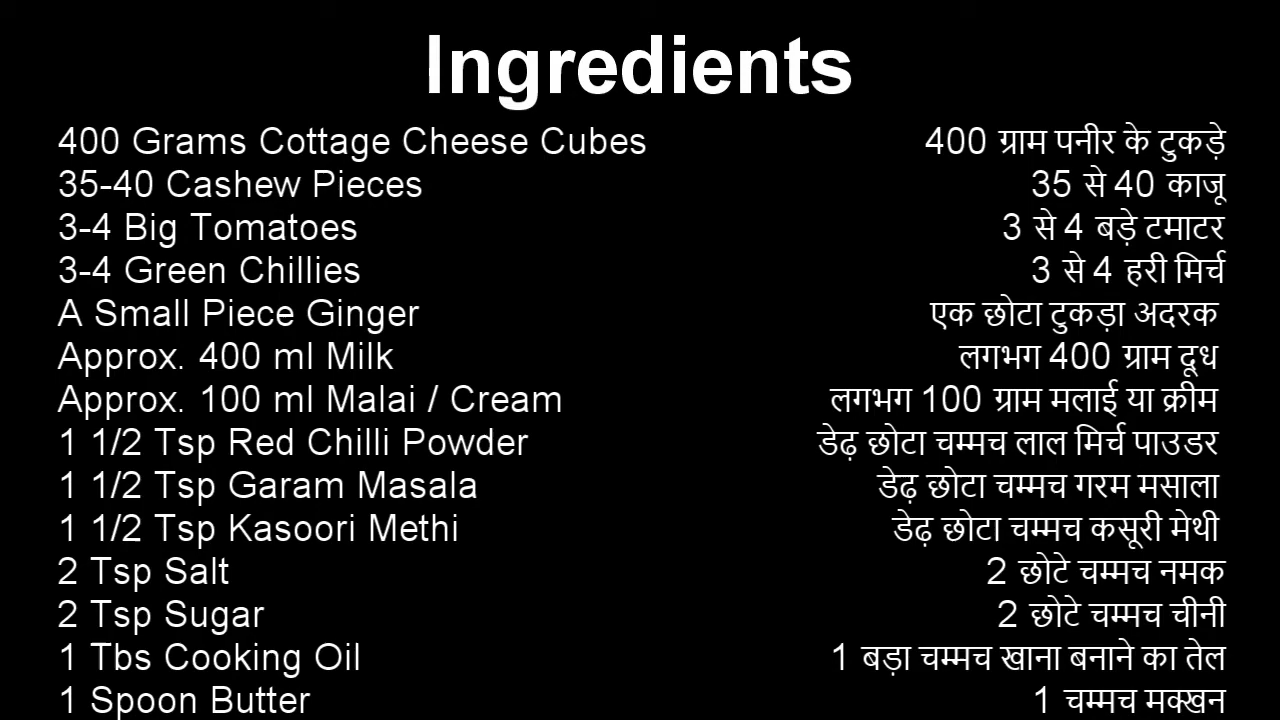 Ingredients
400 Grams Cottage Cheese Cubes 400 ग्राम पनीर के टुकड़े
35-40 Cashew Pieces 35 से 40 काजू
3-4 Big Tomatoes 3 से 4 बड़े टमाटर
3-4 Green Chillies 3 से 4 हरी मिर्च
A Small Piece Ginger एक छोटा टुकड़ा अदरक
Approx. 400 ml Milk लगभग 400 ग्राम दूध
Approx. 100 ml Malai / Cream लगभग 100 ग्राम मलाई या क्रीम
1 1/2 Tsp Red Chilli Powder डेढ़ छोटा चम्मच लाल मिर्च पाउडर
1 1/2 Tsp Garam Masala डेढ़ छोटा चम्मच गरम मसाला
1 1/2 Tsp Kasoori Methi डेढ़ छोटा चम्मच कसूरी मेथी
2 Tsp Salt 2 छोटे चम्मच नमक
2 Tsp Sugar 2 छोटे चम्मच चीनी
1 Tbs Cooking Oil 1 बड़ा चम्मच खाना बनाने का तेल
1 Spoon Butter 1 चम्मच मक्खन